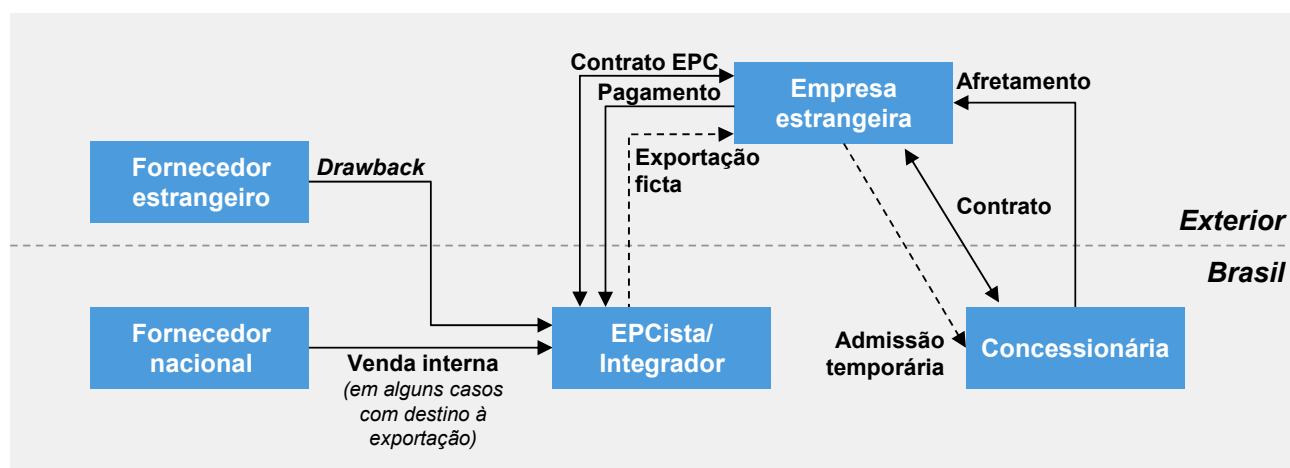 Contrato EPC
Pagamento
Empresa
estrangeira
Afretamento
Fornecedor
estrangeiro
Drawback
Exportação
ficta
Contrato
Exterior
Brasil
Fornecedor
nacional
Venda interna
(em alguns casos
com destino à
exportação)
EPCista/
Integrador
Admissão
temporária
Concessionária